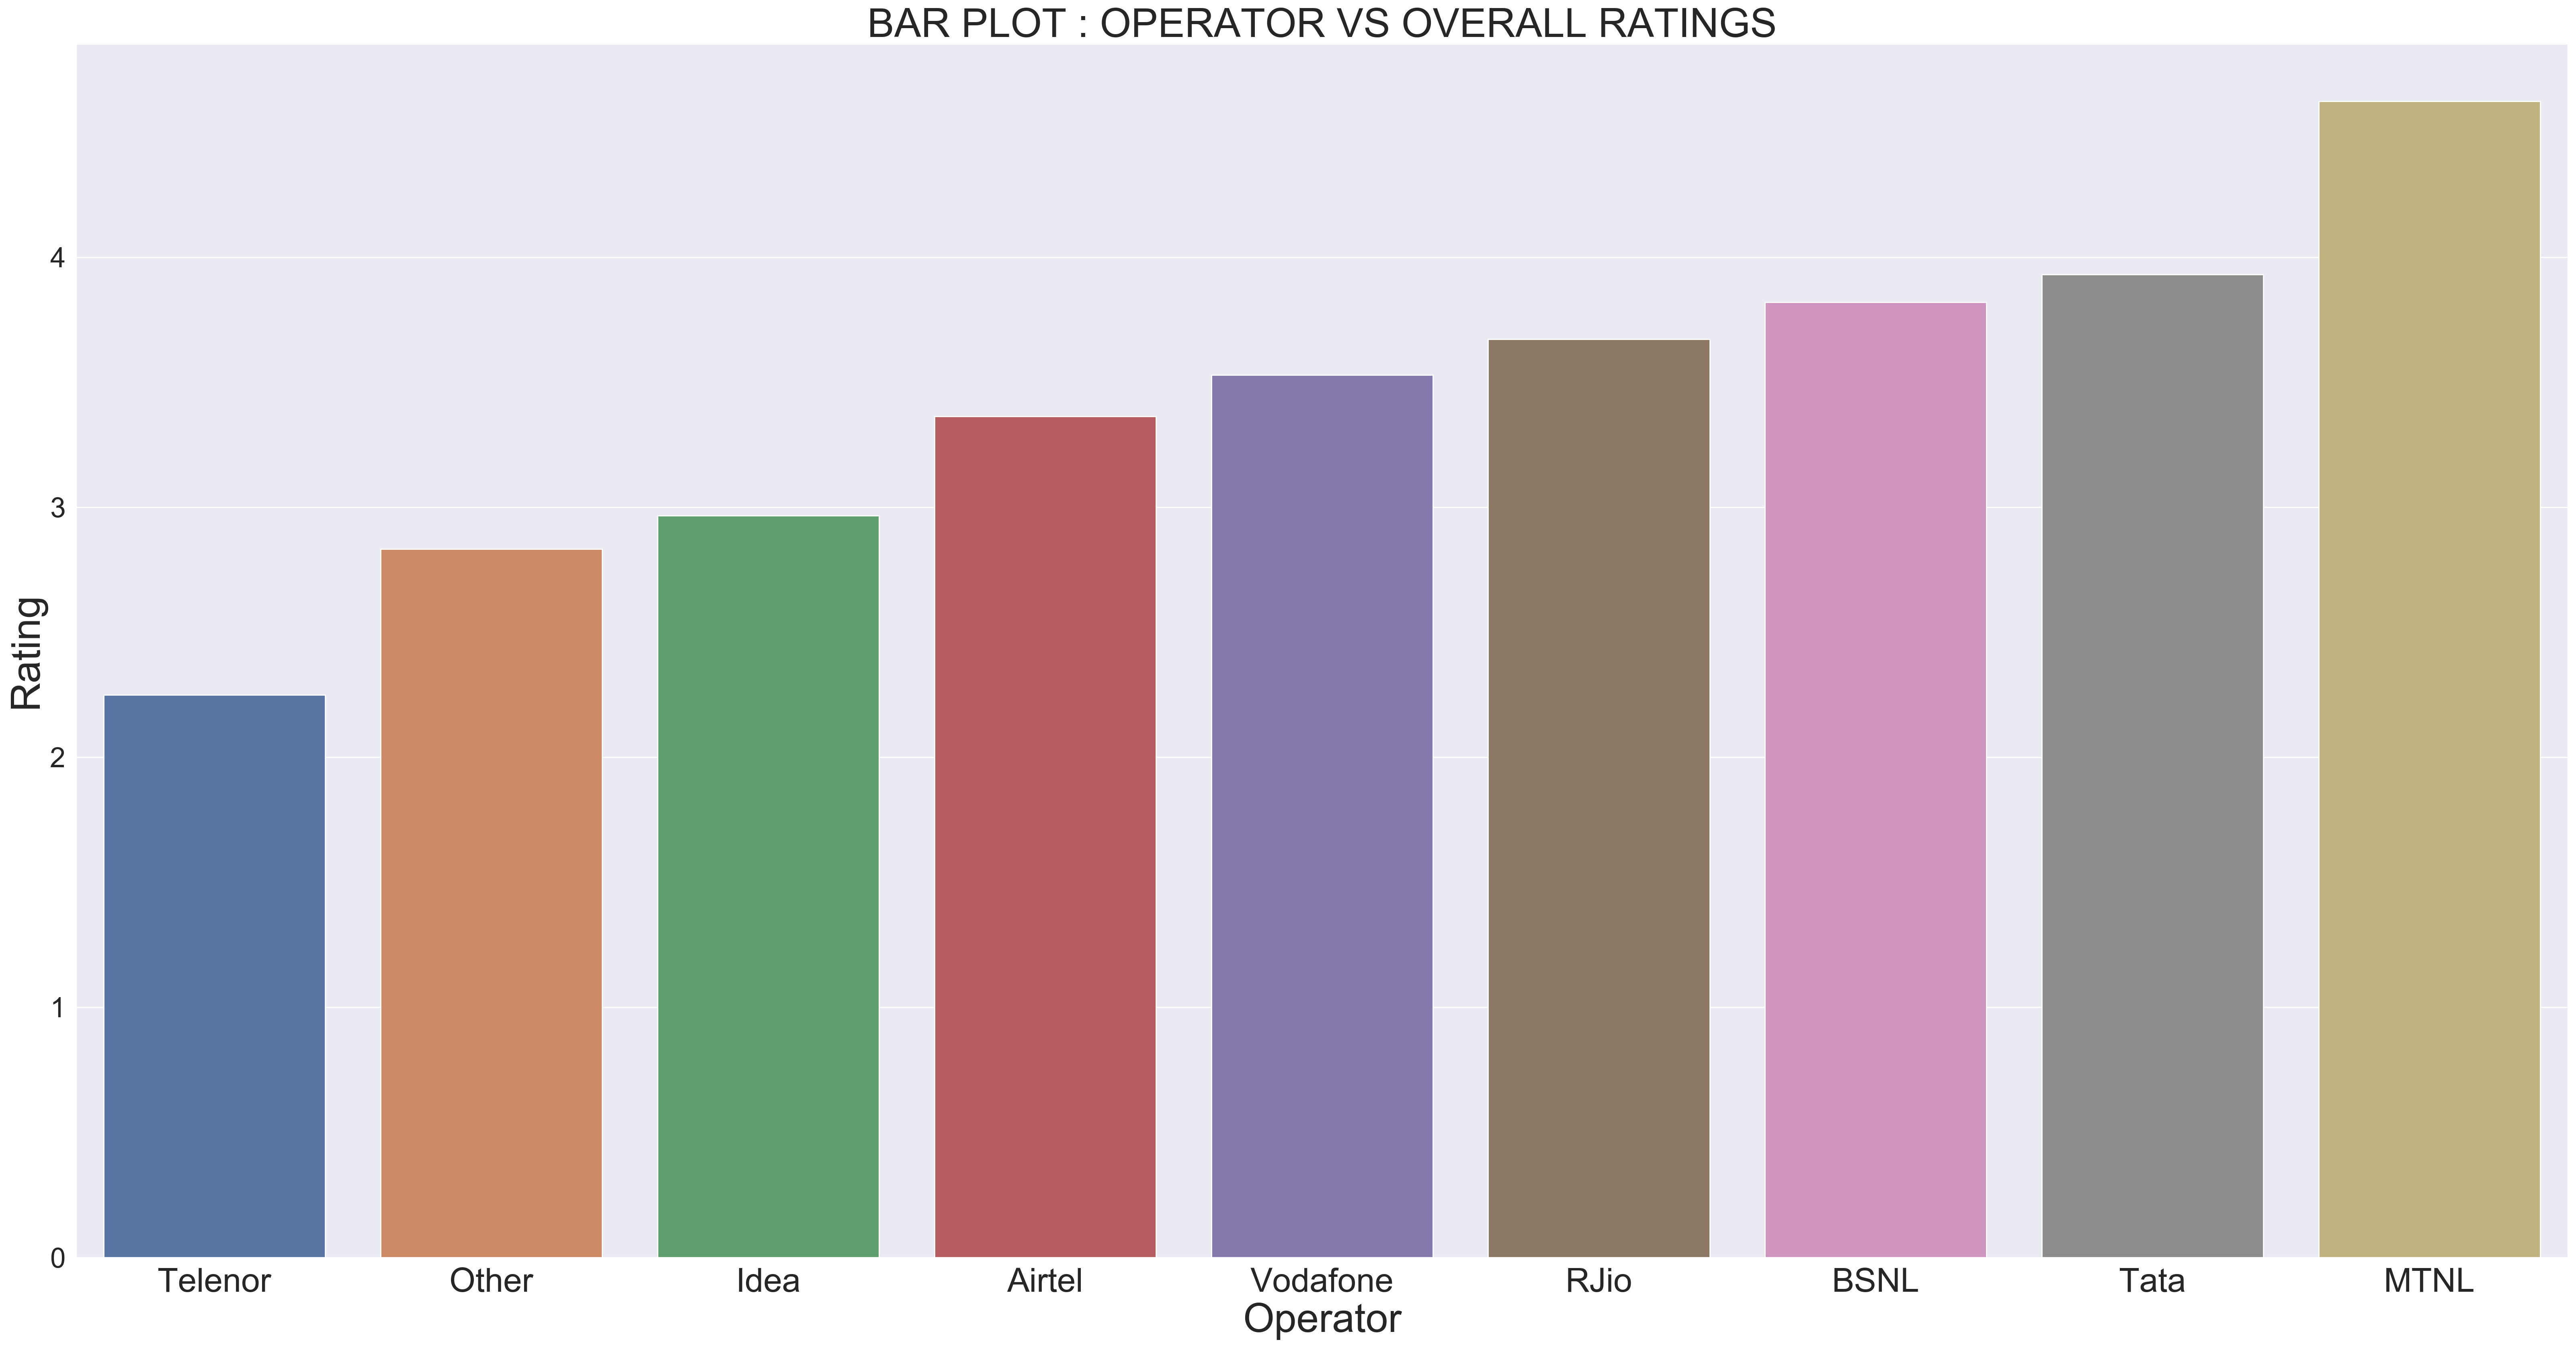 BAR PLOT : OPERATOR VS OVERALL RATINGS
Rating
4
3
2
1
0
Telenor Other Idea Airtel Vodafone RJio BSNL Tata MTNL
Operator